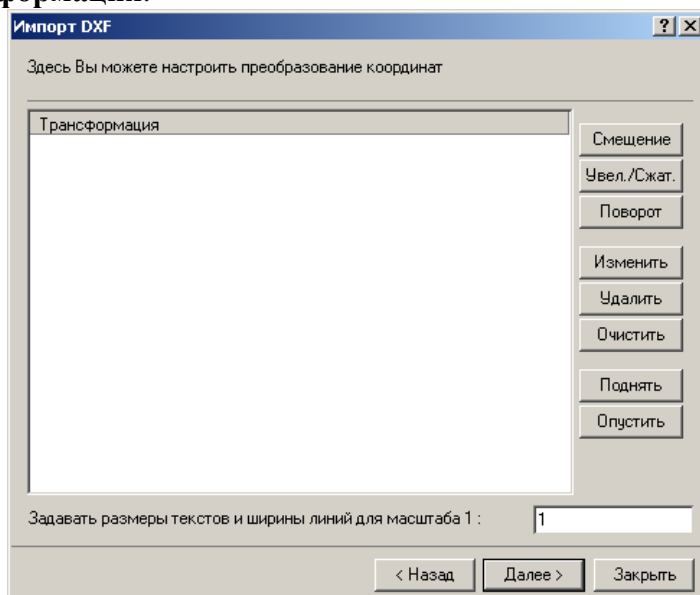 Импорт DXF
Здесь Вы можете настроить преобразование координат
Трансформация
Смещение
Увел./Сжат.
Поворот
Изменить
Удалить
Очистить
Поднять
Опустить
Задавать размеры текстов и ширины линий для масштаба 1 : 1
< Назад Далее > Закрыть